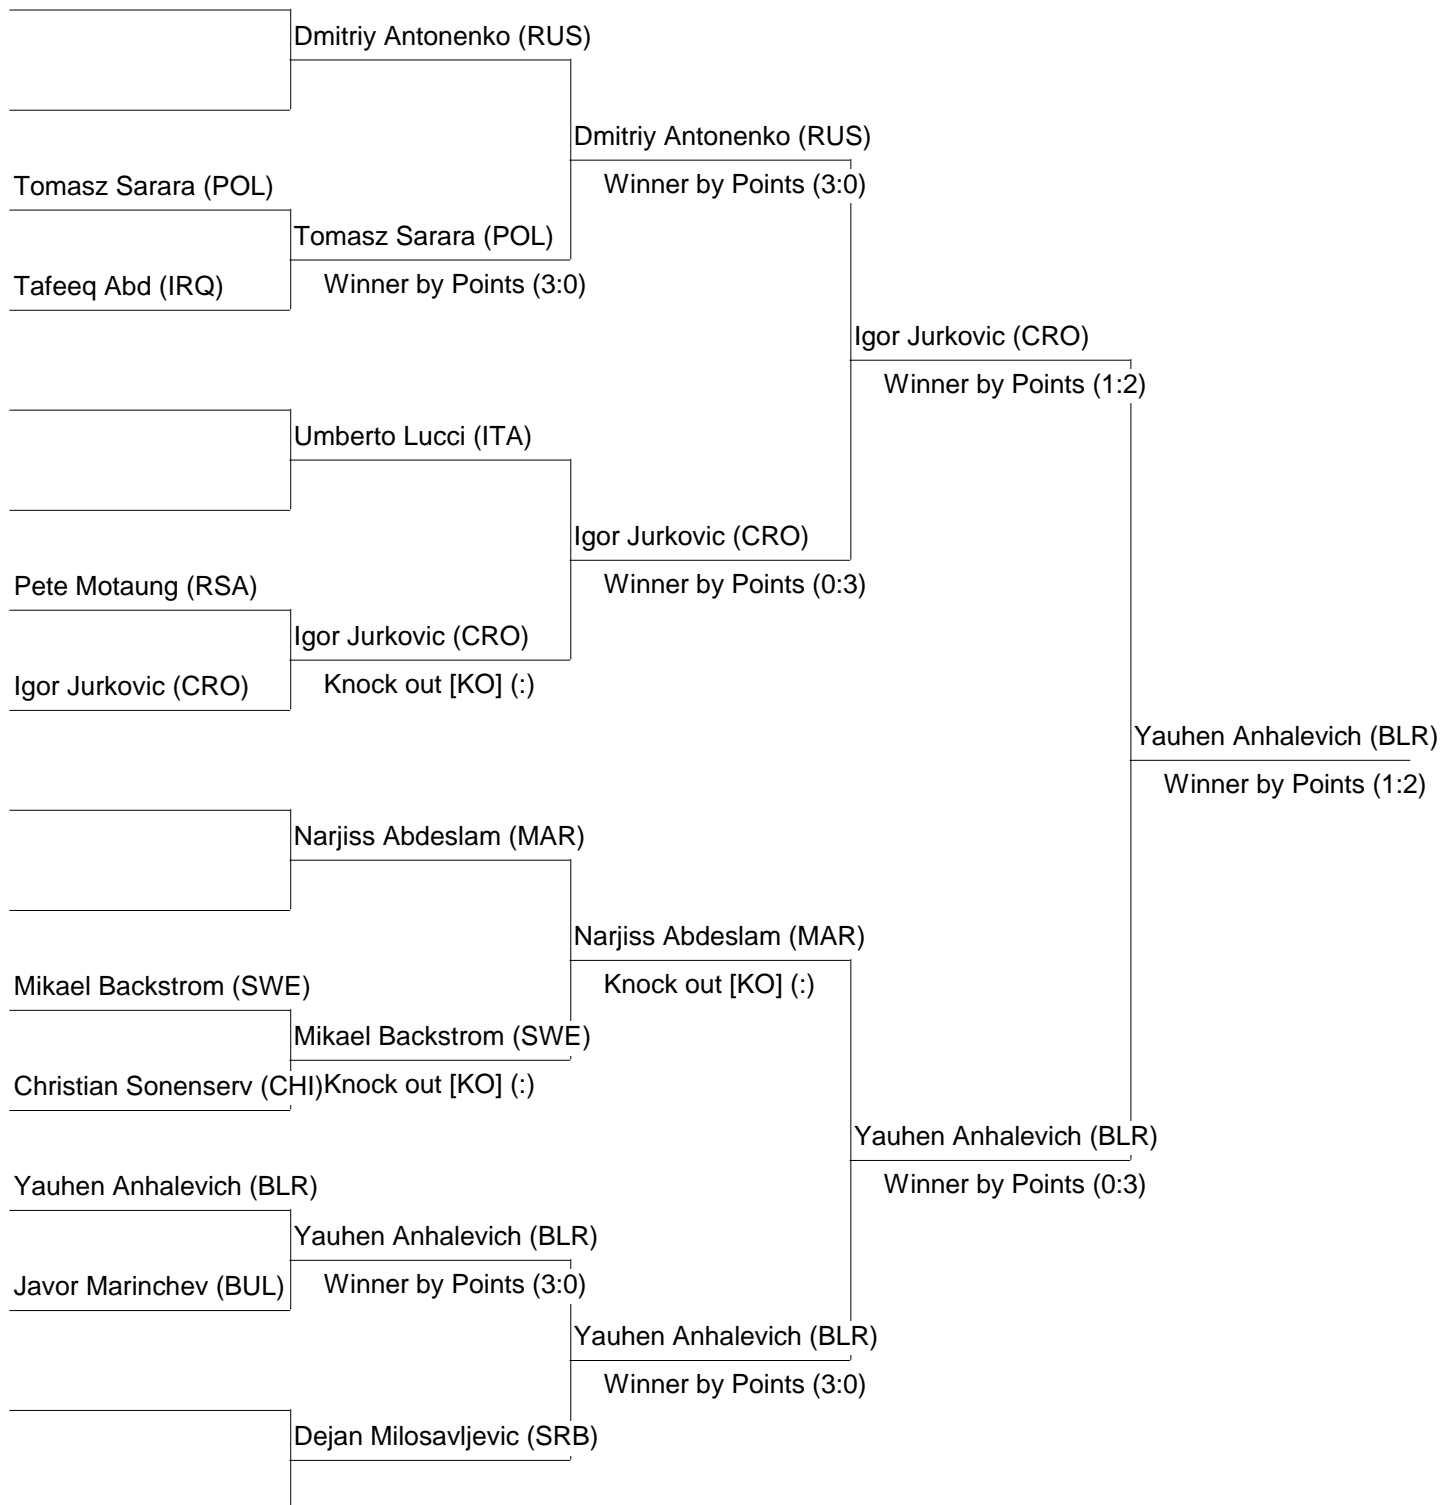 Dmitriy Antonenko (RUS)
Dmitriy Antonenko (RUS)
Winner by Points (3:0)
Tomasz Sarara (POL)
Tomasz Sarara (POL)
Winner by Points (3:0)
Tafeeq Abd (IRQ)
Igor Jurkovic (CRO)
Winner by Points (1:2)
Umberto Lucci (ITA)
Igor Jurkovic (CRO)
Winner by Points (0:3)
Pete Motaung (RSA)
Igor Jurkovic (CRO)
Knock out [KO] (:)
Igor Jurkovic (CRO)
Yauhen Anhalevich (BLR)
Winner by Points (1:2)
Narjiss Abdeslam (MAR)
Narjiss Abdeslam (MAR)
Knock out [KO] (:)
Mikael Backstrom (SWE)
Mikael Backstrom (SWE)
Christian Sonenserv (CHI)
Knock out [KO] (:)
Yauhen Anhalevich (BLR)
Winner by Points (0:3)
Yauhen Anhalevich (BLR)
Yauhen Anhalevich (BLR)
Winner by Points (3:0)
Javor Marinchev (BUL)
Yauhen Anhalevich (BLR)
Winner by Points (3:0)
Dejan Milosavljevic (SRB)